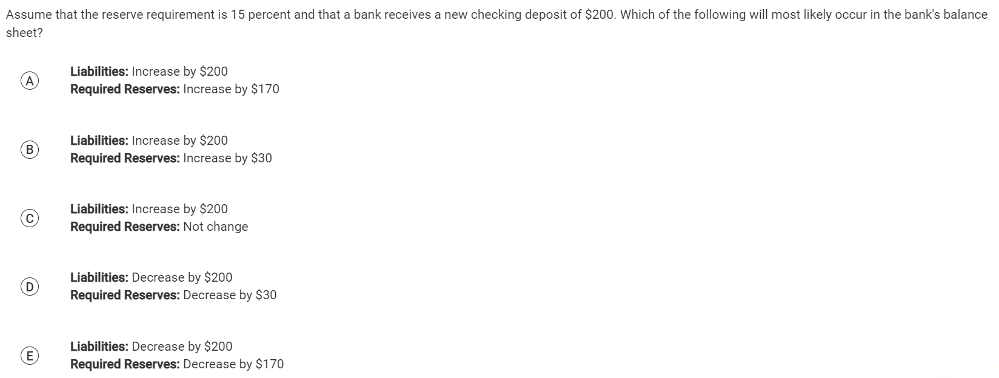 Assume that the reserve requirement is 15 percent and that a bank receives a new checking deposit of $200. Which of the following will most likely occur in the bank's balance
sheet?
A
Liabilities: Increase by $200
Required Reserves: Increase by $170
B
Liabilities: Increase by $200
Required Reserves: Increase by $30
C
Liabilities: Increase by $200
Required Reserves: Not change
D
Liabilities: Decrease by $200
Required Reserves: Decrease by $30
E
Liabilities: Decrease by $200
Required Reserves: Decrease by $170